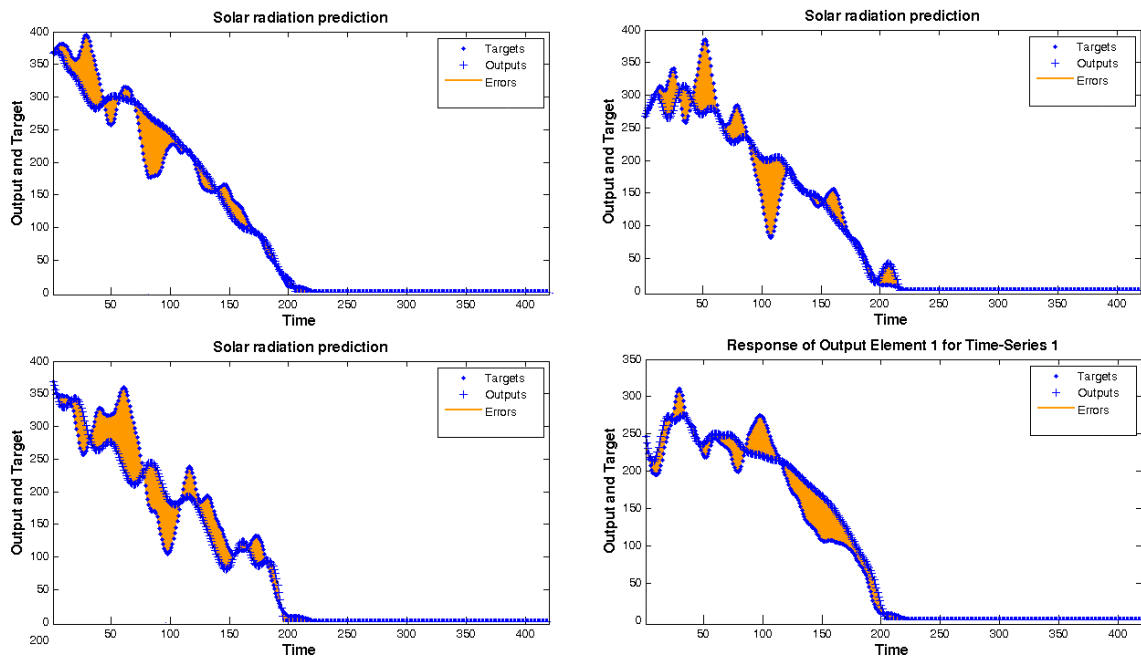 Solar radiation prediction
Output and Target
400
350
300
250
200
150
100
50
0
Targets
Outputs
Errors
50 100 150 200 250 300 350 400
Time
Solar radiation prediction
Output and Target
400
350
300
250
200
150
100
50
0
Targets
Outputs
Errors
50 100 150 200 250 300 350 400
Time
Solar radiation prediction
Output and Target
400
350
300
250
200
150
100
50
0
200
Targets
Outputs
Errors
50 100 150 200 250 300 350 400
Time
Response of Output Element 1 for Time-Series 1
Output and Target
350
300
250
200
150
100
50
0
Targets
Outputs
Errors
50 100 150 200 250 300 350 400
Time